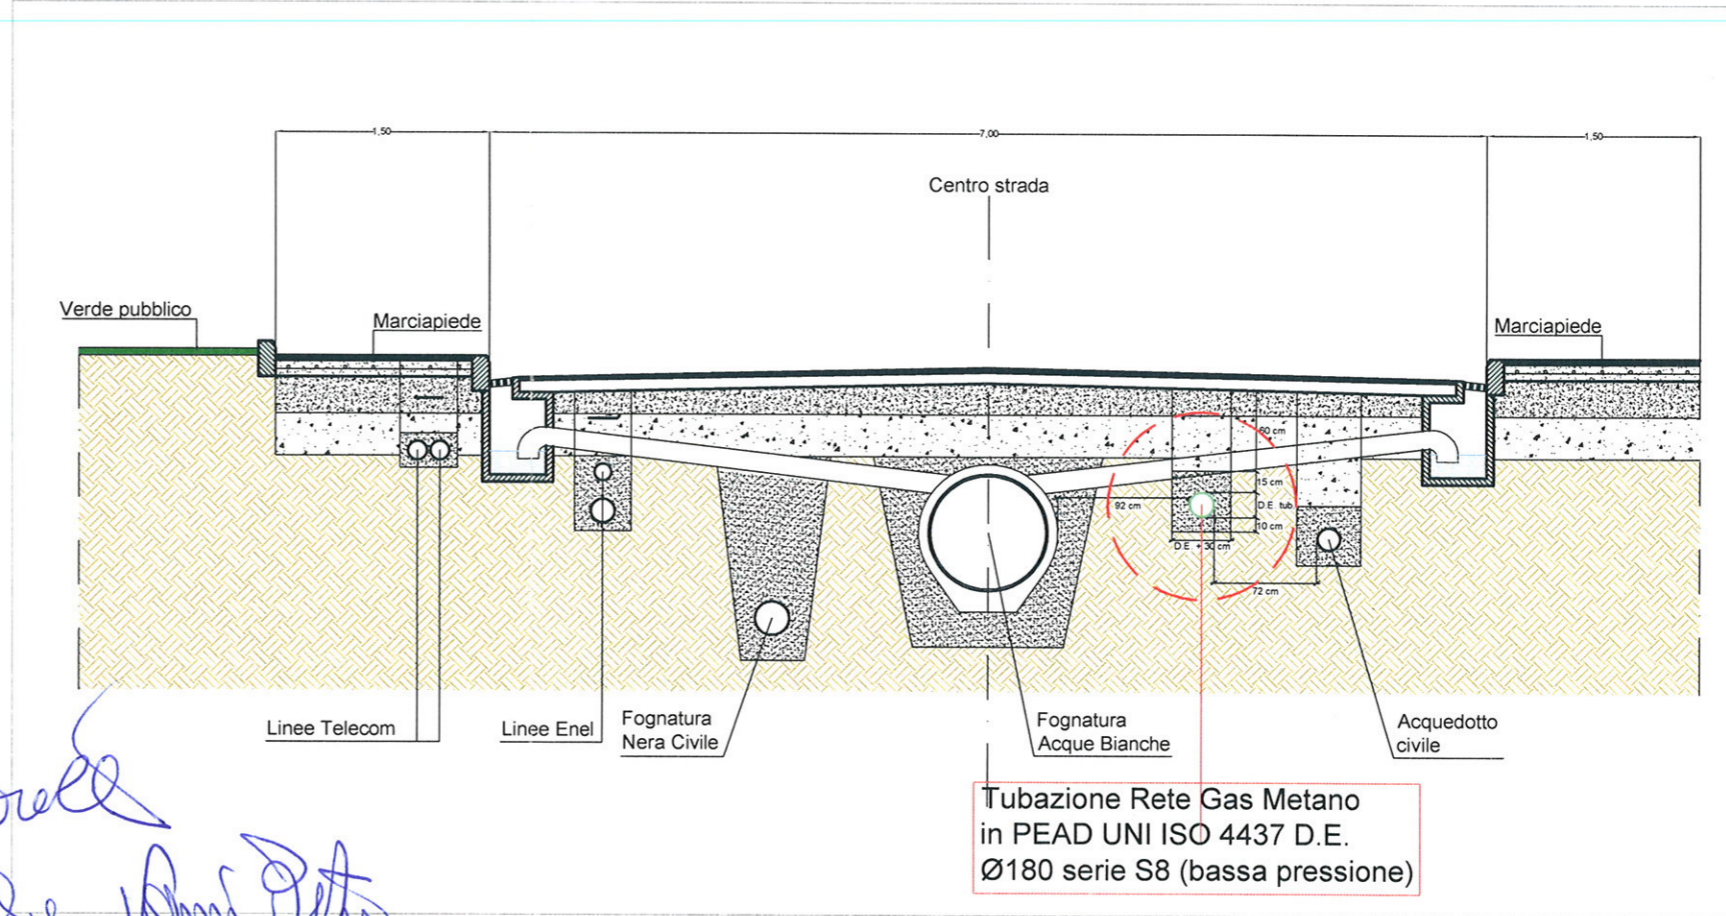 1,50
7,00
1,50
Centro strada
Verde pubblico
Marciapiede
Marciapiede
60 cm
15 cm
92 cm
D.E. tub
10 cm
D.E. + 30 cm
72 cm
Linee Telecom
Linee Enel
Fognatura
Nera Civile
Fognatura
Acque Bianche
Acquedotto
civile
Tubazione Rete Gas Metano
in PEAD UNI ISO 4437 D.E.
Ø180 serie S8 (bassa pressione)